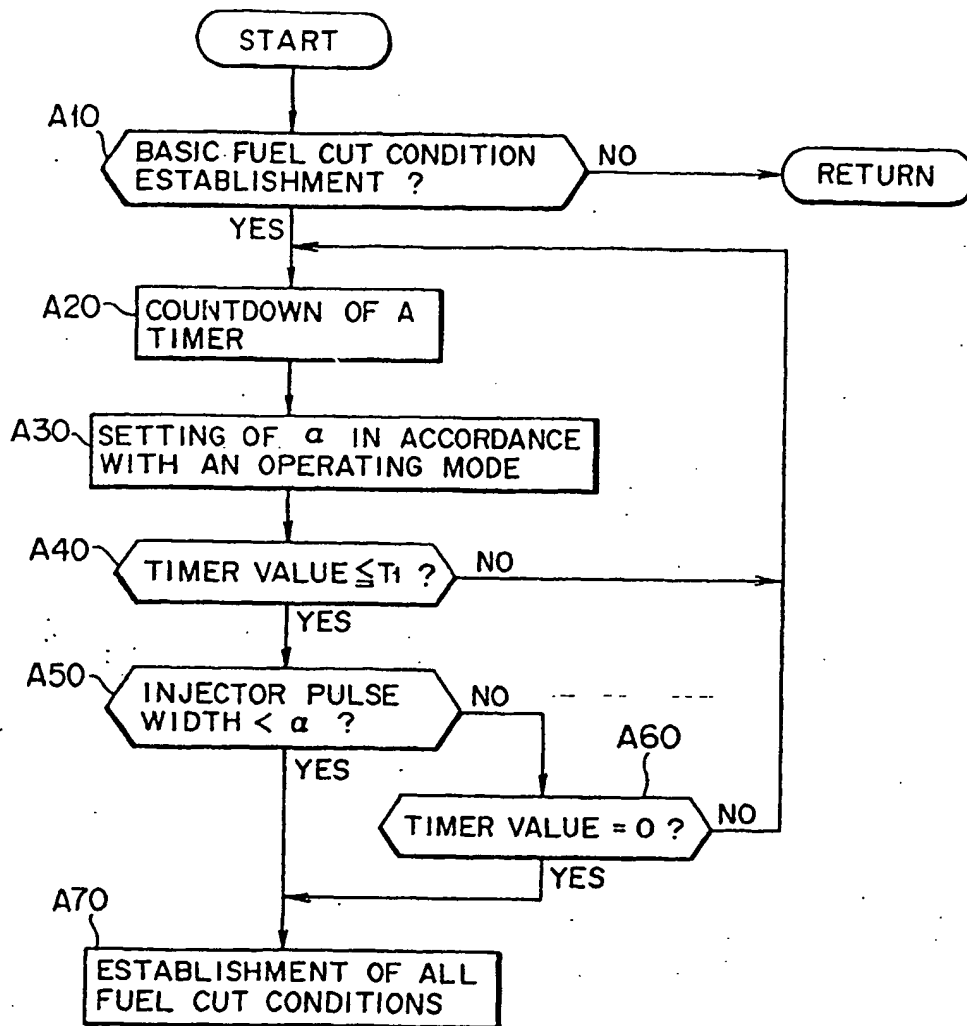 START
A10
BASIC FUEL CUT CONDITION
ESTABLISHMENT ?
NO
RETURN
YES
A20
COUNTDOWN OF A
TIMER
A30
SETTING OF α IN ACCORDANCE
WITH AN OPERATING MODE
A40
TIMER VALUE ≦ T1 ?
NO
YES
A50
INJECTOR PULSE
WIDTH < α ?
NO
YES
A60
TIMER VALUE = 0 ?
NO
YES
A70
ESTABLISHMENT OF ALL
FUEL CUT CONDITIONS